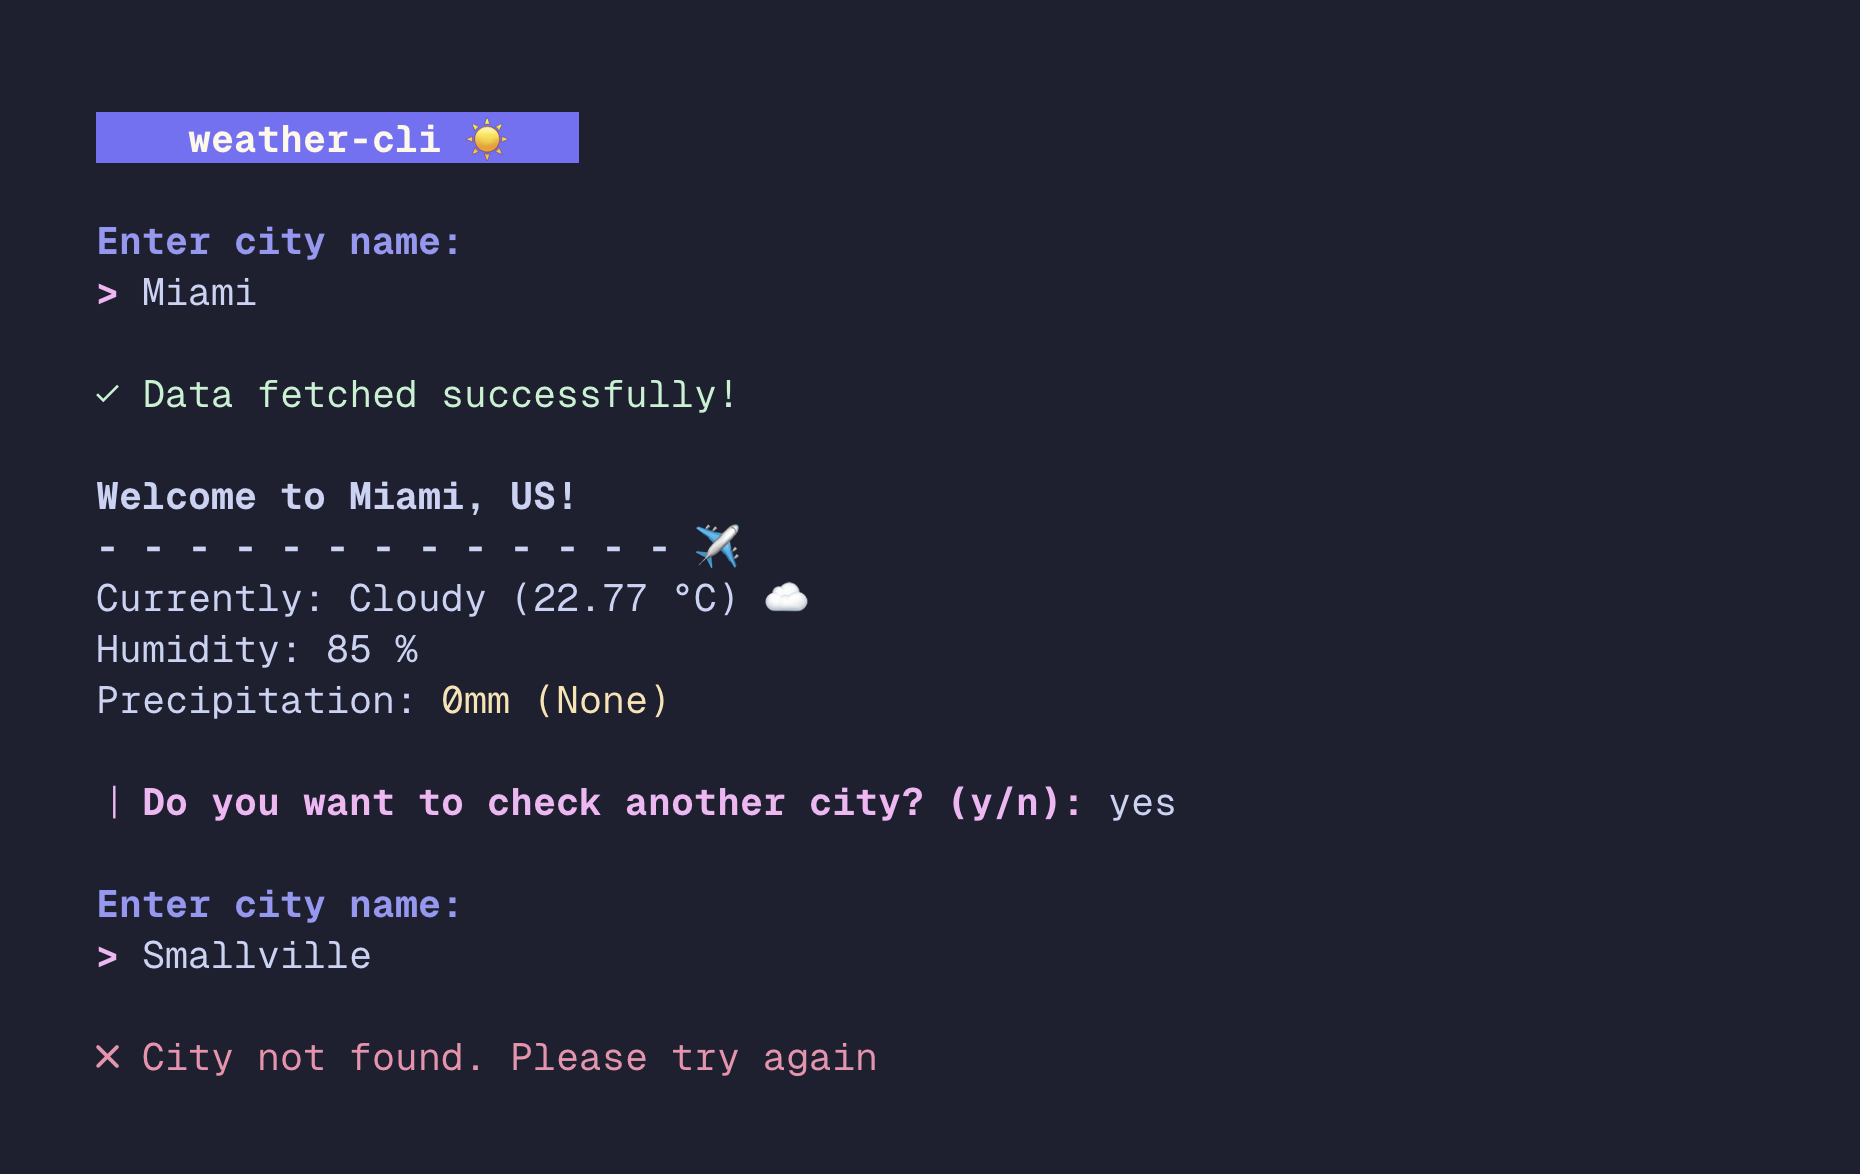 weather-cli ☀️
Enter city name:
> Miami
✓ Data fetched successfully!
Welcome to Miami, US!
- - - - - - - - - - - - - ✈️
Currently: Cloudy (22.77 °C) ☁️
Humidity: 85 %
Precipitation: 0mm (None)
| Do you want to check another city? (y/n): yes
Enter city name:
> Smallville
✕ City not found. Please try again